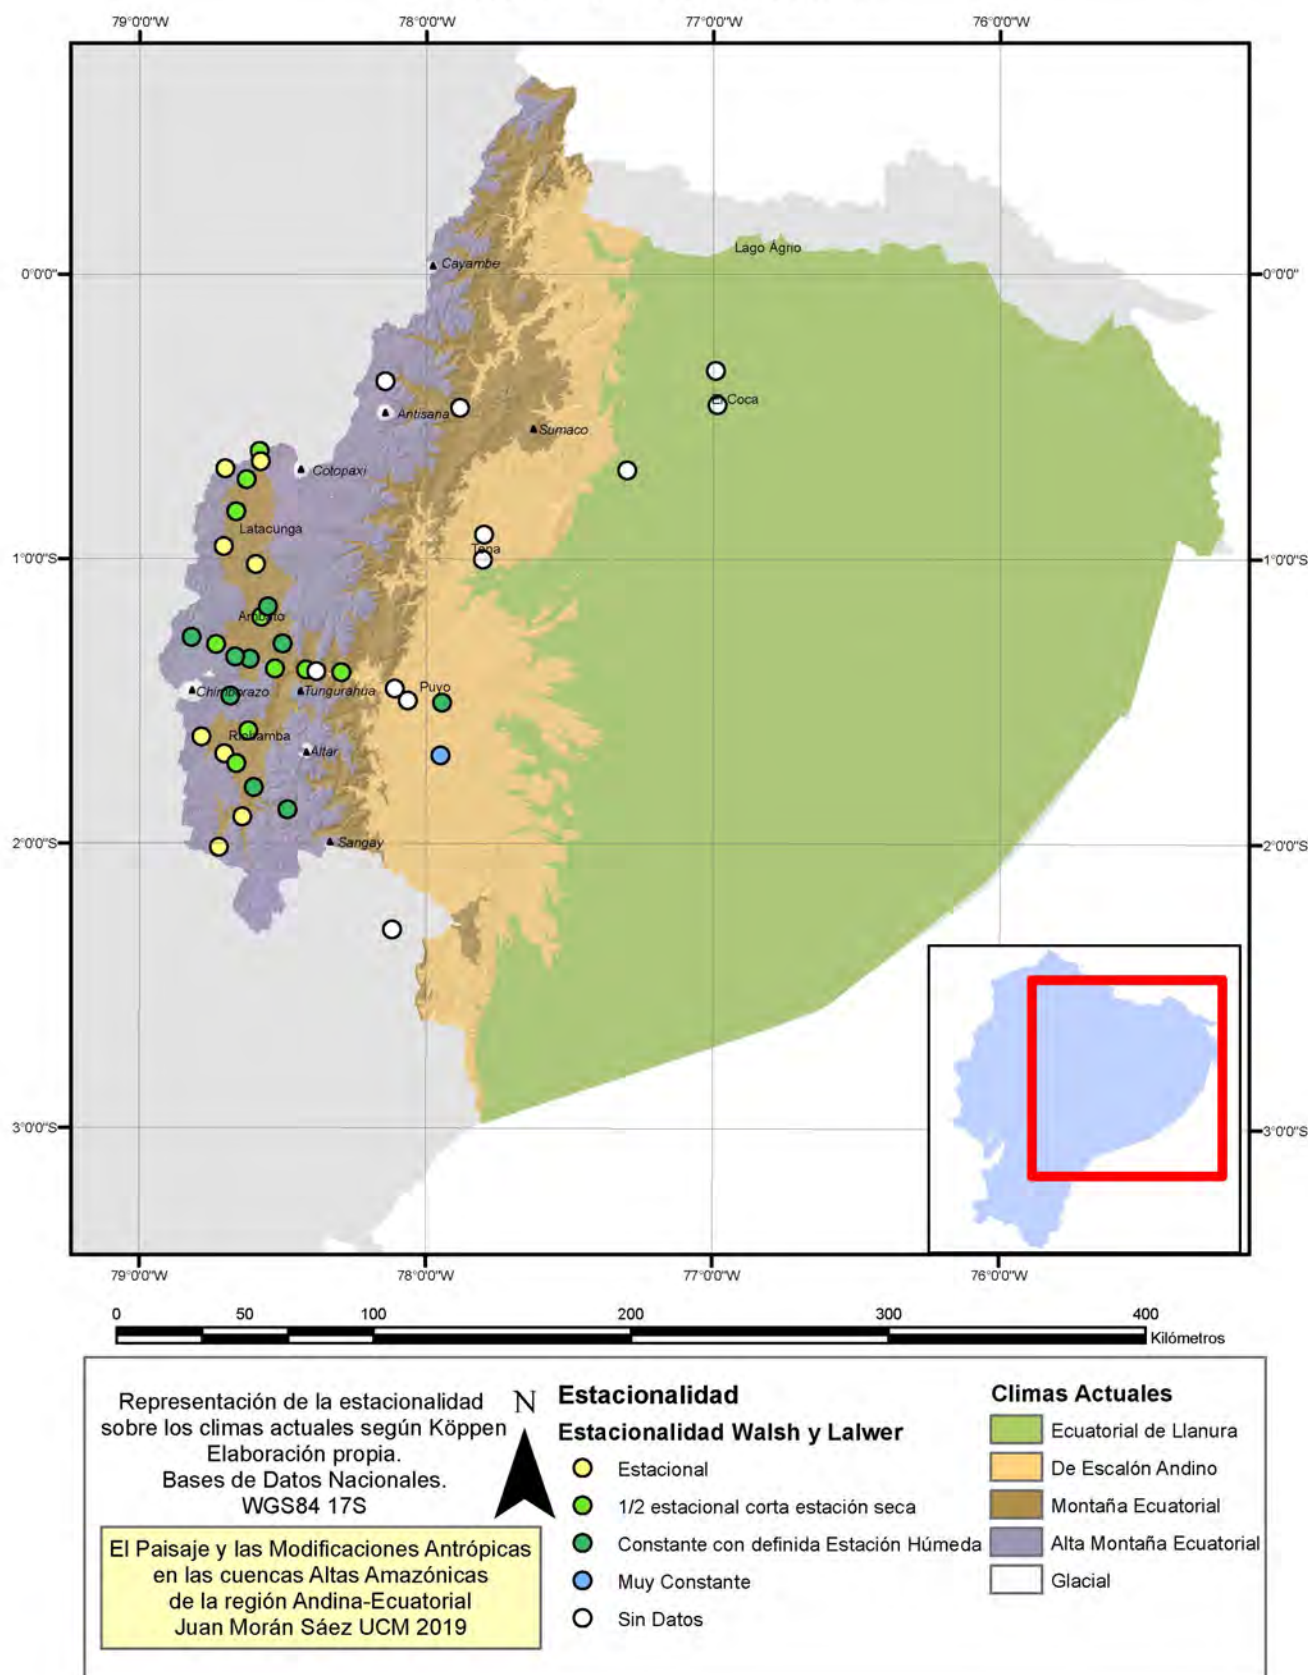 79°0'0"W
78°0'0"W
77°0'0"W
76°0'0"W
Lago Agrio
Cayambe
0°0'0"
0°0'0"
El Coca
Antisana
Sumaco
Cotopaxi
Latacunga
Tena
1°0'0"S
1°0'0"S
Ambato
Puyo
Chimborazo
Tungurahua
Riobamba
Altar
Sangay
2°0'0"S
2°0'0"S
3°0'0"S
3°0'0"S
79°0'0"W
78°0'0"W
77°0'0"W
76°0'0"W
0 50 100 200 300 400
Kilómetros
Representación de la estacionalidad
sobre los climas actuales según Köppen
Elaboración propia.
Bases de Datos Nacionales.
WGS84 17S
El Paisaje y las Modificaciones Antrópicas
en las cuencas Altas Amazónicas
de la región Andina-Ecuatorial
Juan Morán Sáez UCM 2019
N
Estacionalidad
Estacionalidad Walsh y Lalwer
Estacional
1/2 estacional corta estación seca
Constante con definida Estación Húmeda
Muy Constante
Sin Datos
Climas Actuales
Ecuatorial de Llanura
De Escalón Andino
Montaña Ecuatorial
Alta Montaña Ecuatorial
Glacial